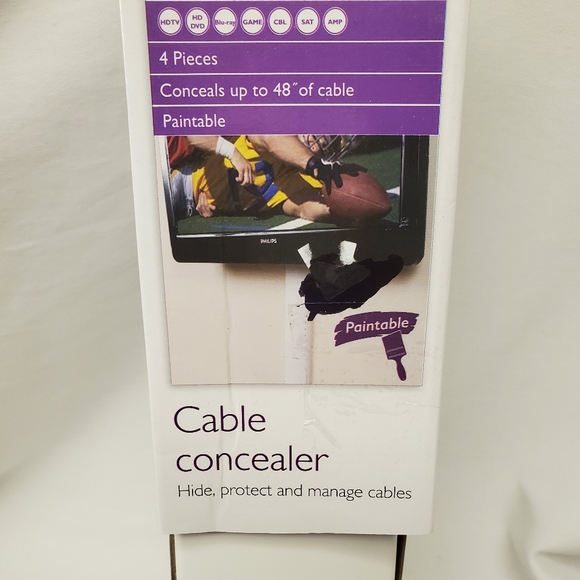 HDTV HD DVD Blu-ray GAME CBL SAT AMP
4 Pieces
Conceals up to 48″ of cable
Paintable
PHILIPS
Paintable
Cable
concealer
Hide, protect and manage cables